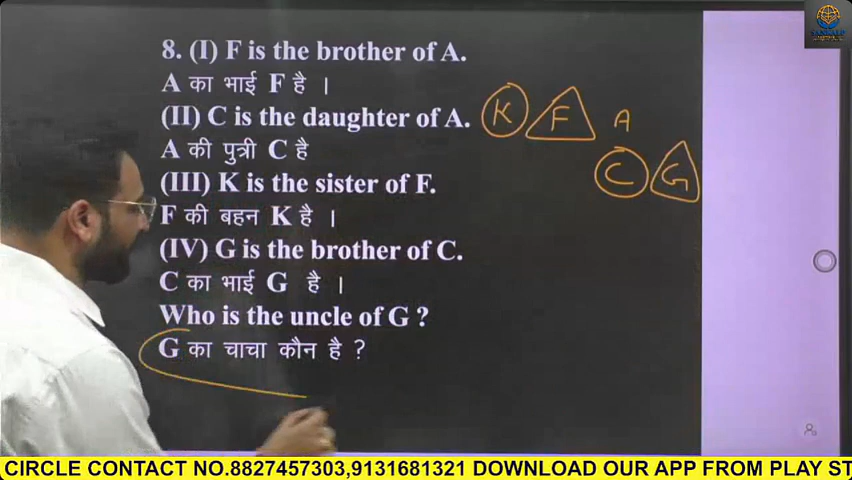 8. (I) F is the brother of A.
A का भाई F है ।
(II) C is the daughter of A.
A की पुत्री C है
(III) K is the sister of F.
F की बहन K है ।
(IV) G is the brother of C.
C का भाई G है ।
Who is the uncle of G ?
G का चाचा कौन है ?
K F A
C G
CIRCLE CONTACT NO.8827457303,9131681321 DOWNLOAD OUR APP FROM PLAY ST